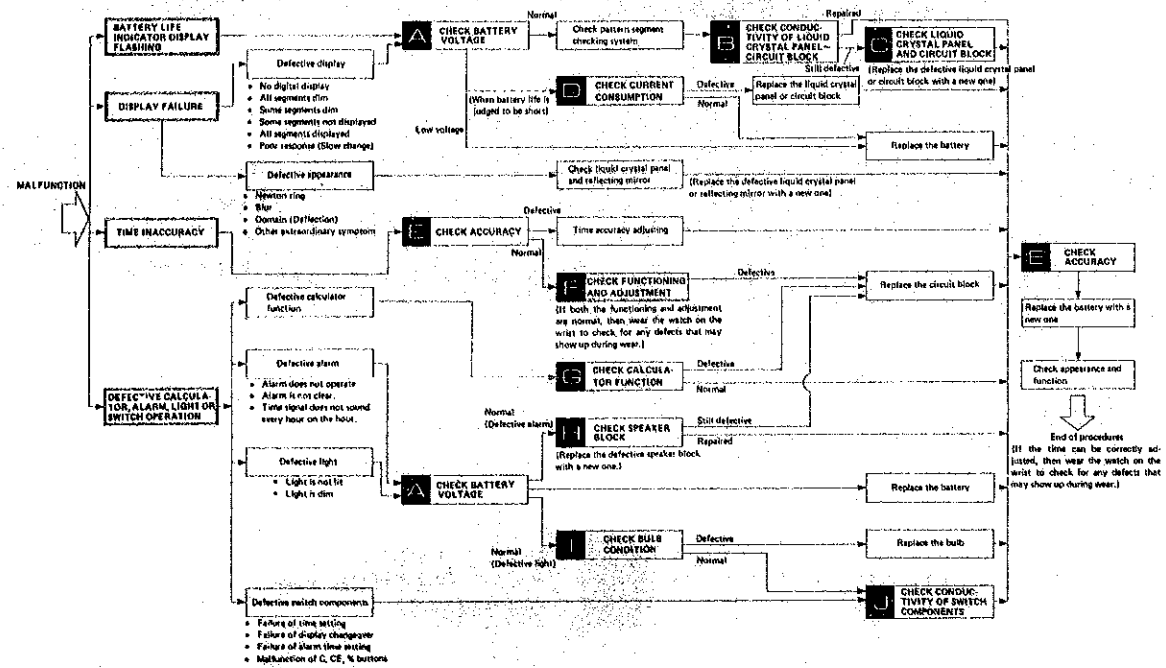 MALFUNCTION
BATTERY LIFE
INDICATOR DISPLAY
FLASHING
DISPLAY FAILURE
TIME INACCURACY
DEFECTIVE CALCULA-
TOR, ALARM, LIGHT OR
SWITCH OPERATION
Defective display
• No digital display
• All segments dim
• Some segments dim
• Some segments not displayed
• All segments displayed
• Poor response (Slow change)
Defective appearance
• Newton ring
• Blur
• Domain (Deflection)
• Other extraordinary symptom
Defective calculator
function
Defective alarm
• Alarm does not operate
• Alarm is not clear.
• Time signal does not sound
every hour on the hour.
Defective light
• Light is not lit
• Light is dim
Defective switch components
• Failure of time setting
• Failure of display changeover
• Failure of alarm time setting
• Malfunction of C, CE, % buttons
A CHECK BATTERY
VOLTAGE
Normal
(When battery life is
judged to be short)
Low voltage
Check pattern segment
checking system
B CHECK CONDUC-
TIVITY OF LIQUID
CRYSTAL PANEL~
CIRCUIT BLOCK
Repaired
Still defective
C CHECK LIQUID
CRYSTAL PANEL
AND CIRCUIT BLOCK
(Replace the defective liquid crystal panel
or circuit block with a new one)
D CHECK CURRENT
CONSUMPTION
Defective
Normal
Replace the liquid crystal
panel or circuit block
Replace the battery
Check liquid crystal panel
and reflecting mirror
(Replace the defective liquid crystal panel
or reflecting mirror with a new one)
E CHECK ACCURACY
Defective
Normal
Time accuracy adjusting
F CHECK FUNCTIONING
AND ADJUSTMENT
(If both the functioning and adjustment
are normal, then wear the watch on the
wrist to check for any defects that may
show up during wear.)
Defective
Replace the circuit block
G CHECK CALCULA-
TOR FUNCTION
Defective
Normal
Normal
(Defective alarm)
H CHECK SPEAKER
BLOCK
(Replace the defective speaker block
with a new one.)
Still defective
Repaired
A CHECK BATTERY
VOLTAGE
Replace the battery
Normal
(Defective light)
I CHECK BULB
CONDITION
Defective
Normal
Replace the bulb
J CHECK CONDUC-
TIVITY OF SWITCH
COMPONENTS
E CHECK
ACCURACY
Replace the battery with a
new one
Check appearance and
function
End of procedures
(If the time can be correctly ad-
justed, then wear the watch on the
wrist to check for any defects that
may show up during wear.)